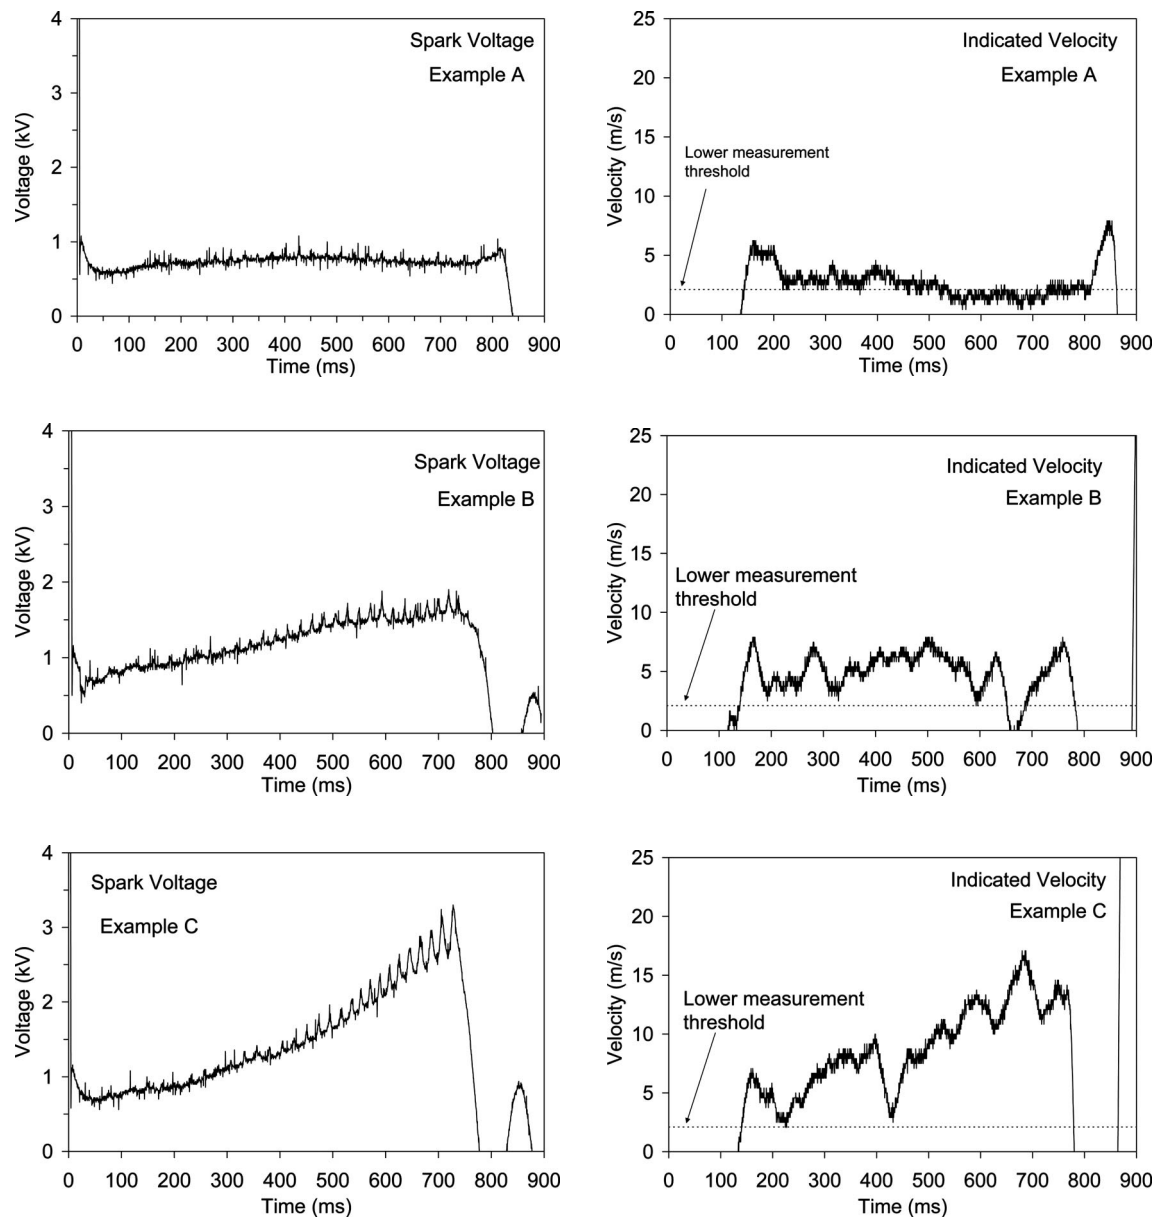 Spark Voltage
Example A
Voltage (kV)
4
3
2
1
0
0 100 200 300 400 500 600 700 800 900
Time (ms)
Indicated Velocity
Example A
Lower measurement
threshold
Velocity (m/s)
25
20
15
10
5
0
0 100 200 300 400 500 600 700 800 900
Time (ms)
Spark Voltage
Example B
Voltage (kV)
4
3
2
1
0
0 100 200 300 400 500 600 700 800 900
Time (ms)
Indicated Velocity
Example B
Lower measurement
threshold
Velocity (m/s)
25
20
15
10
5
0
0 100 200 300 400 500 600 700 800 900
Time (ms)
Spark Voltage
Example C
Voltage (kV)
4
3
2
1
0
0 100 200 300 400 500 600 700 800 900
Time (ms)
Indicated Velocity
Example C
Lower measurement
threshold
Velocity (m/s)
25
20
15
10
5
0
0 100 200 300 400 500 600 700 800 900
Time (ms)